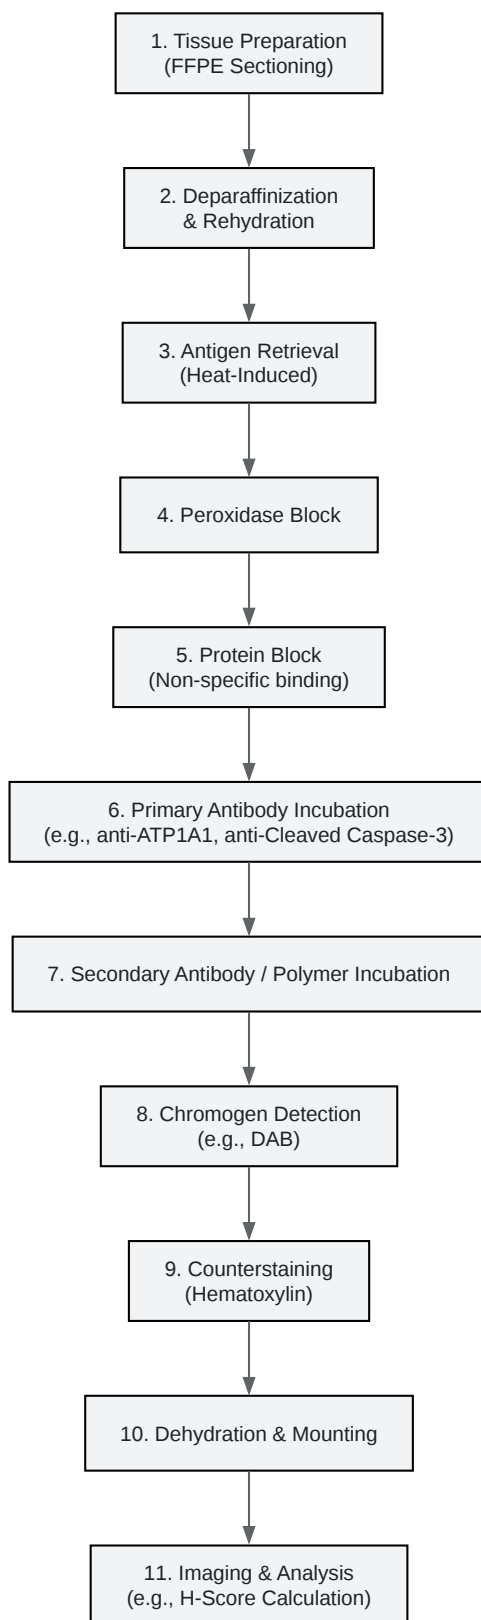 1. Tissue Preparation
(FFPE Sectioning)
2. Deparaffinization
& Rehydration
3. Antigen Retrieval
(Heat-Induced)
4. Peroxidase Block
5. Protein Block
(Non-specific binding)
6. Primary Antibody Incubation
(e.g., anti-ATP1A1, anti-Cleaved Caspase-3)
7. Secondary Antibody / Polymer Incubation
8. Chromogen Detection
(e.g., DAB)
9. Counterstaining
(Hematoxylin)
10. Dehydration & Mounting
11. Imaging & Analysis
(e.g., H-Score Calculation)